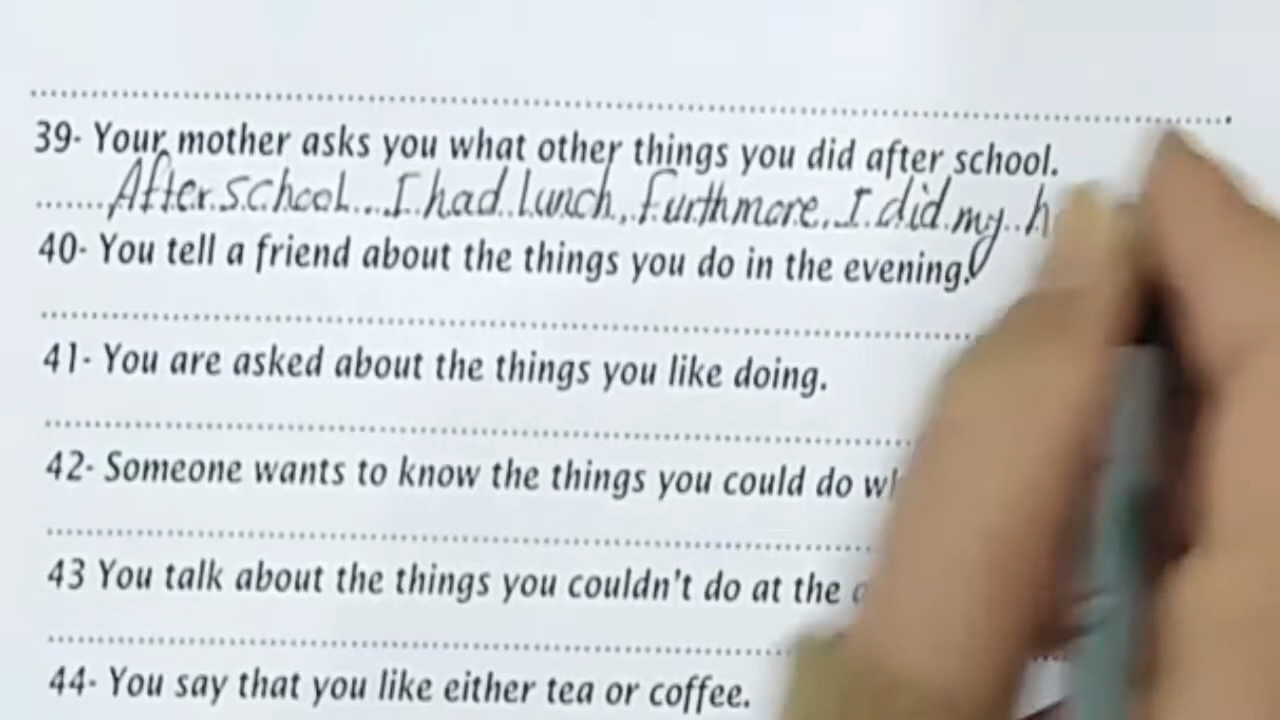 39- Your mother asks you what other things you did after school.
After school I had lunch, Furthmore, I did my
40- You tell a friend about the things you do in the evening.
41- You are asked about the things you like doing.
42- Someone wants to know the things you could do
43 You talk about the things you couldn't do at the
44- You say that you like either tea or coffee.